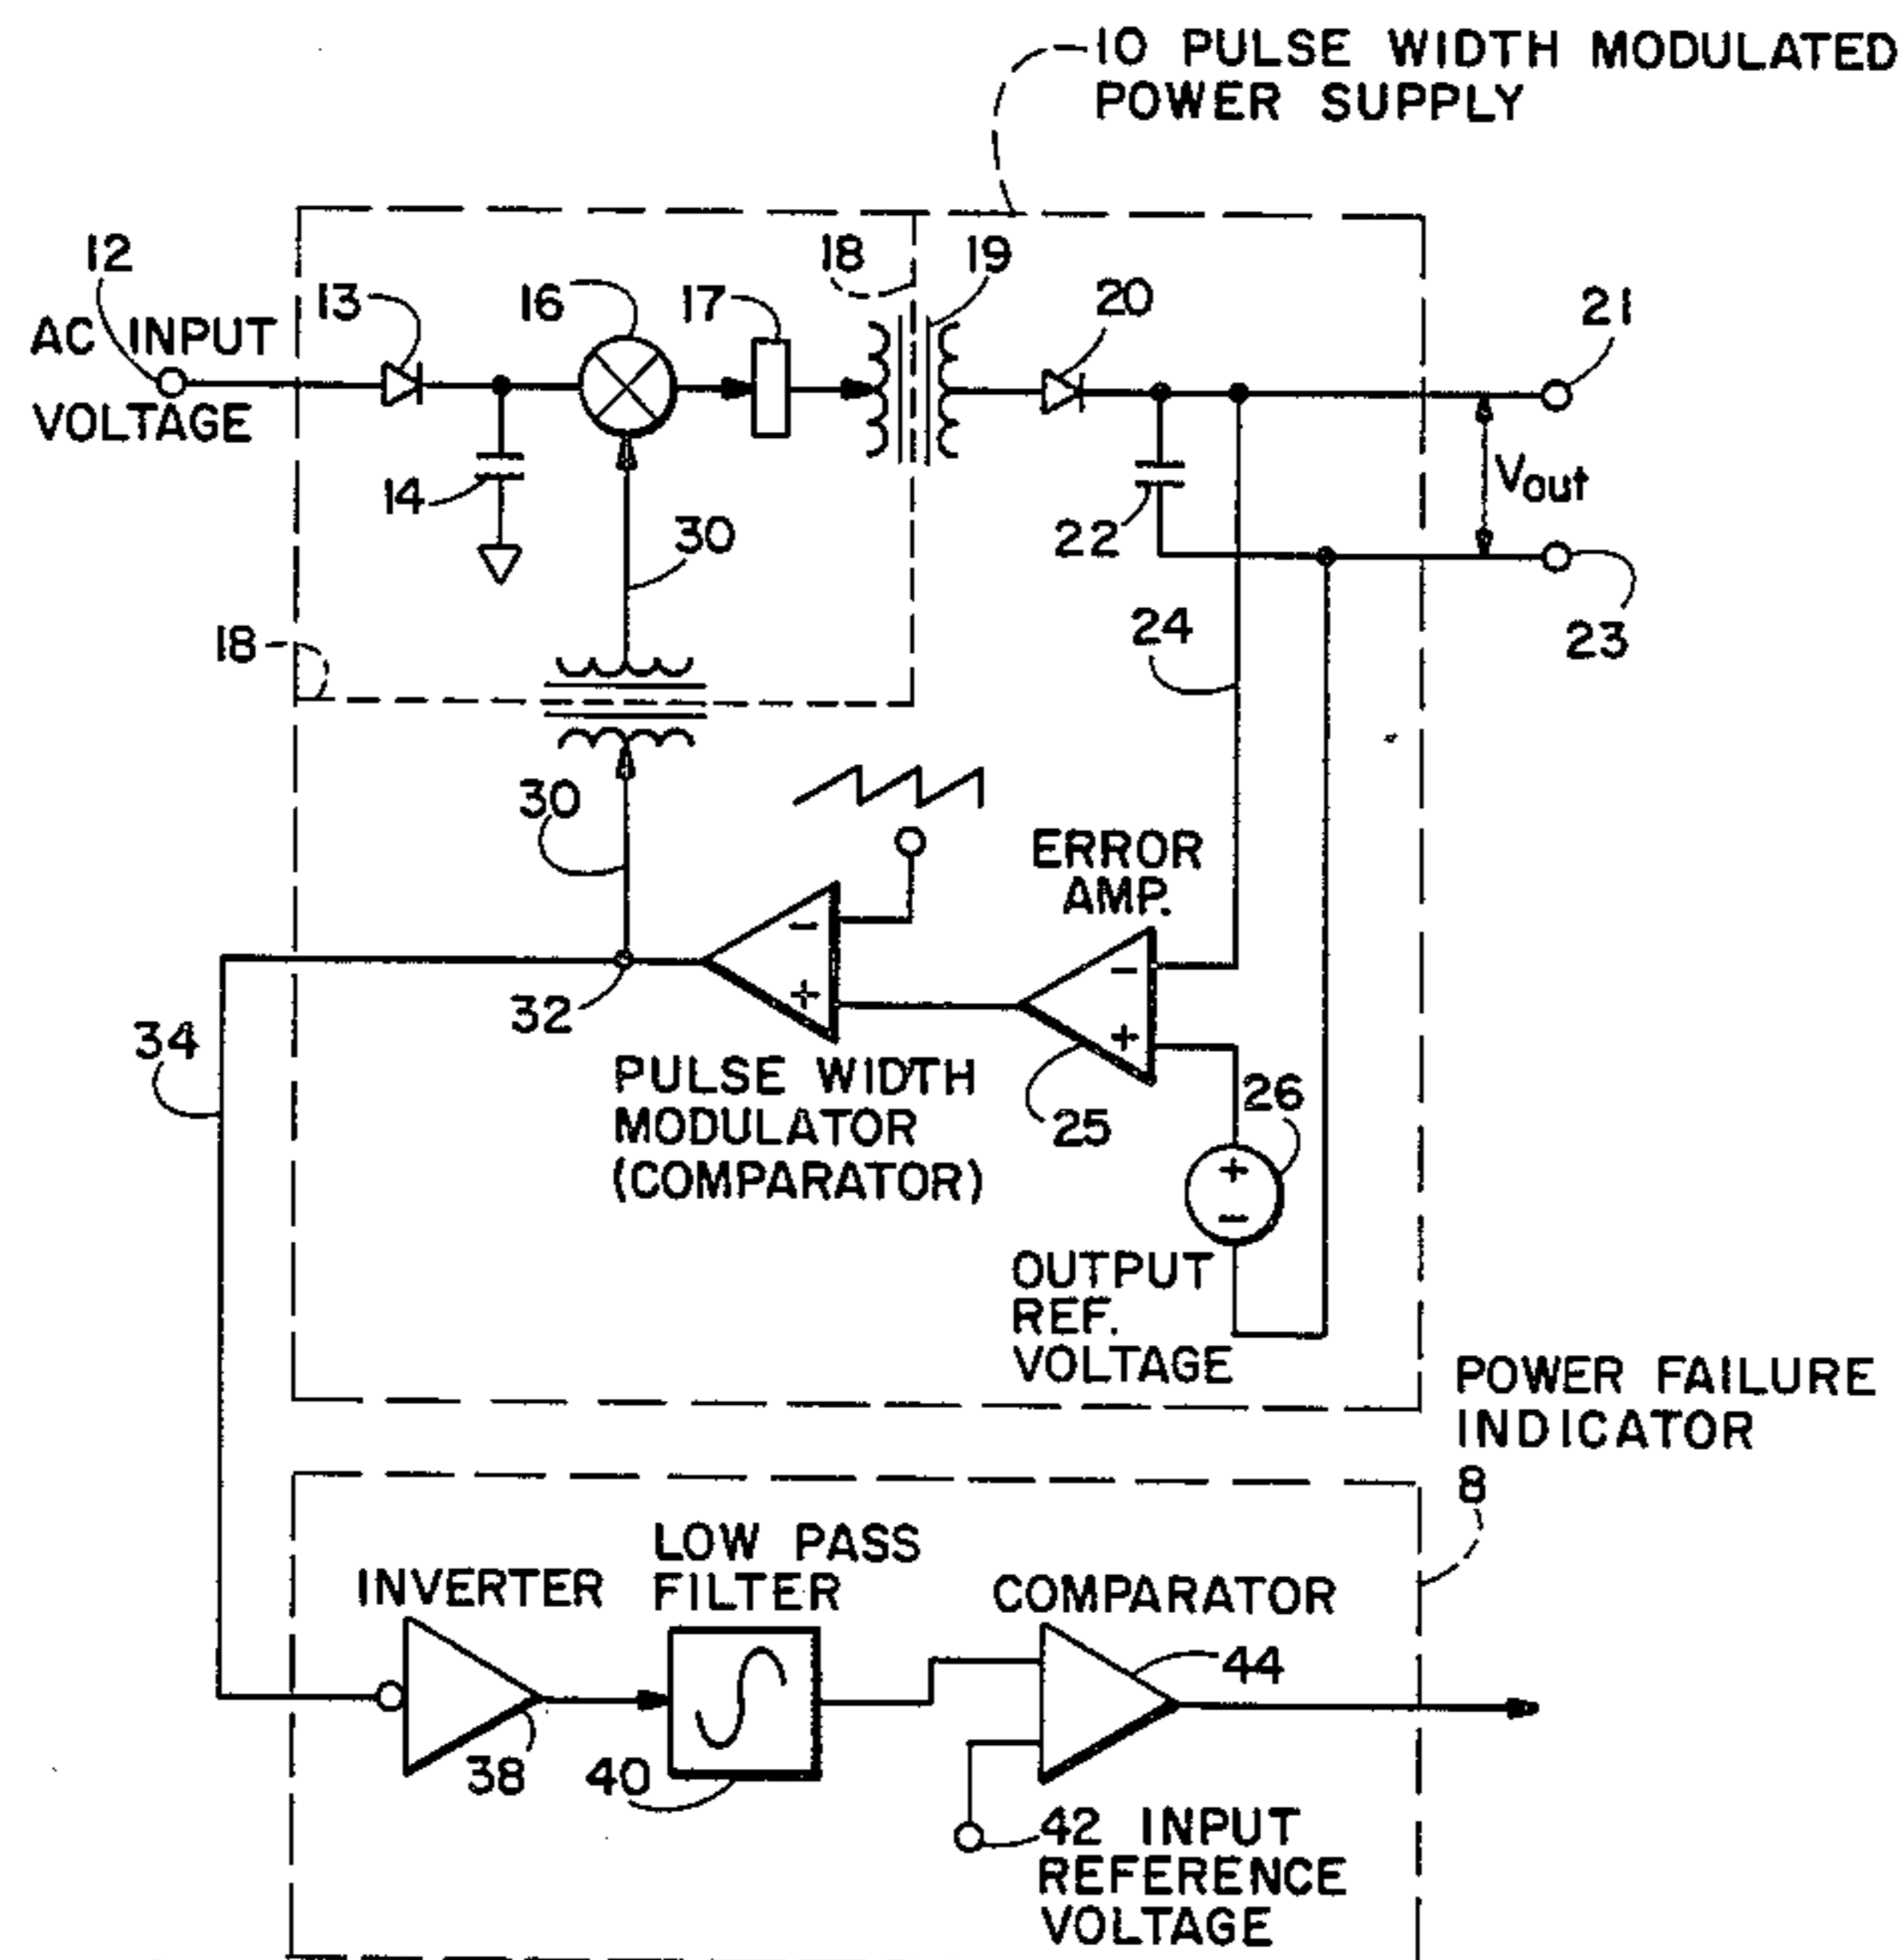 10 PULSE WIDTH MODULATED
POWER SUPPLY
12
13
16
17
18
19
20
21
AC INPUT
VOLTAGE
14
30
22
Vout
18
24
23
30
ERROR
AMP.
-
+
-
+
32
34
PULSE WIDTH
MODULATOR
(COMPARATOR)
25
26
+
-
OUTPUT
REF.
VOLTAGE
POWER FAILURE
INDICATOR
8
INVERTER
LOW PASS
FILTER
COMPARATOR
44
38
40
42 INPUT
REFERENCE
VOLTAGE